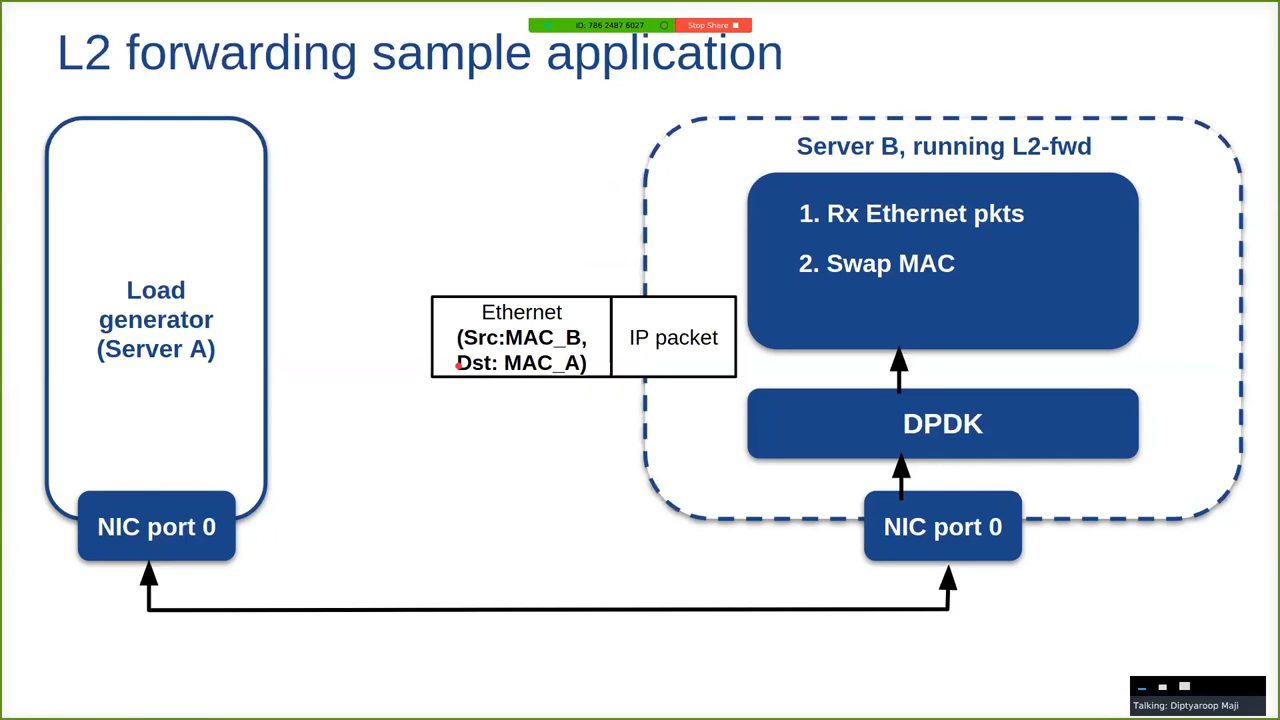 ID: 786 2487 6027
Stop Share
L2 forwarding sample application
Server B, running L2-fwd
1. Rx Ethernet pkts
2. Swap MAC
Load
generator
(Server A)
Ethernet
(Src:MAC_B,
Dst: MAC_A)
IP packet
DPDK
NIC port 0
NIC port 0
Talking: Diptyaroop Maji